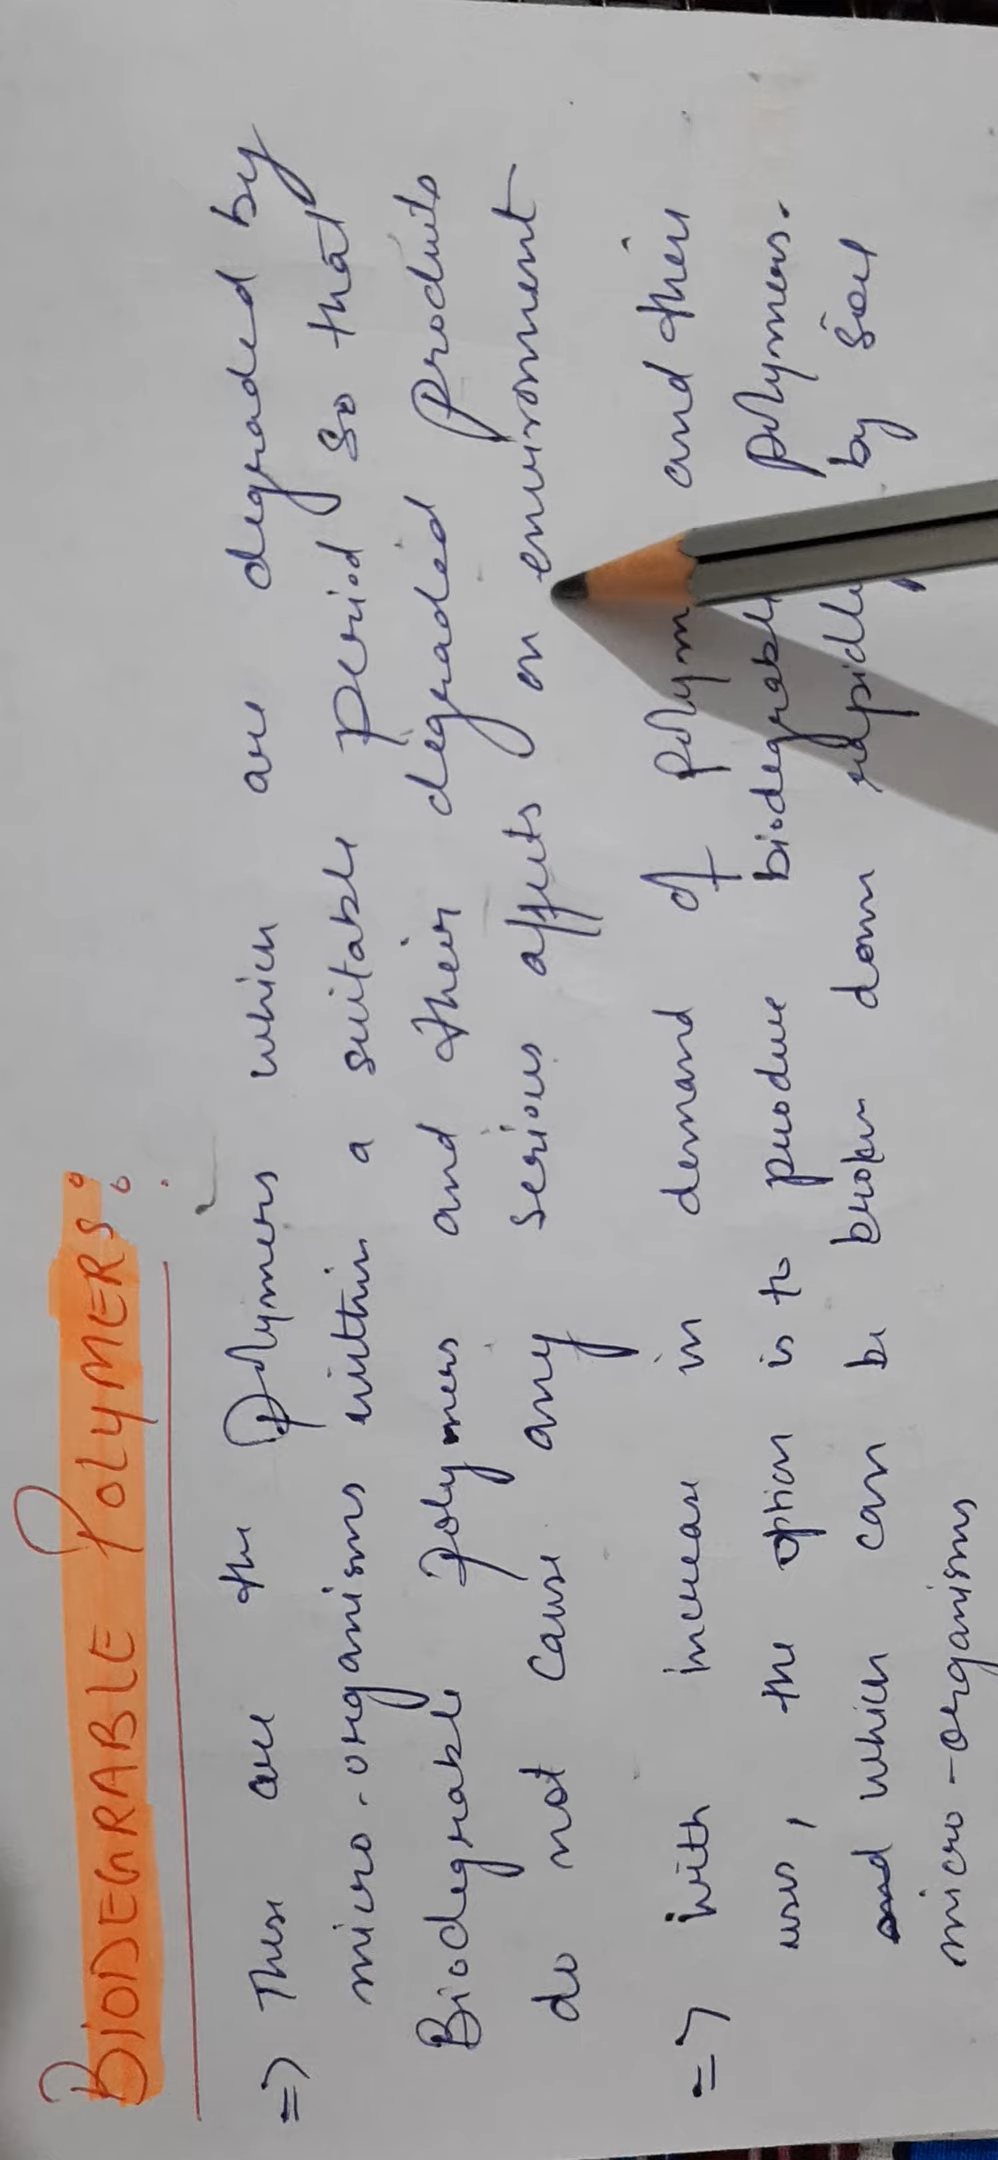 BIODEGRABLE POLYMERS:
=> These are the Polymers which are degraded by
micro-organisms within a suitable period so that
Biodegrable polymers and their degraded products
do not cause any serious affects on environment
=> with increase in demand of polym and their
uses, the option is to produce biodegrable polymers.
and which can be broken down rapidly by soil
micro-organisms